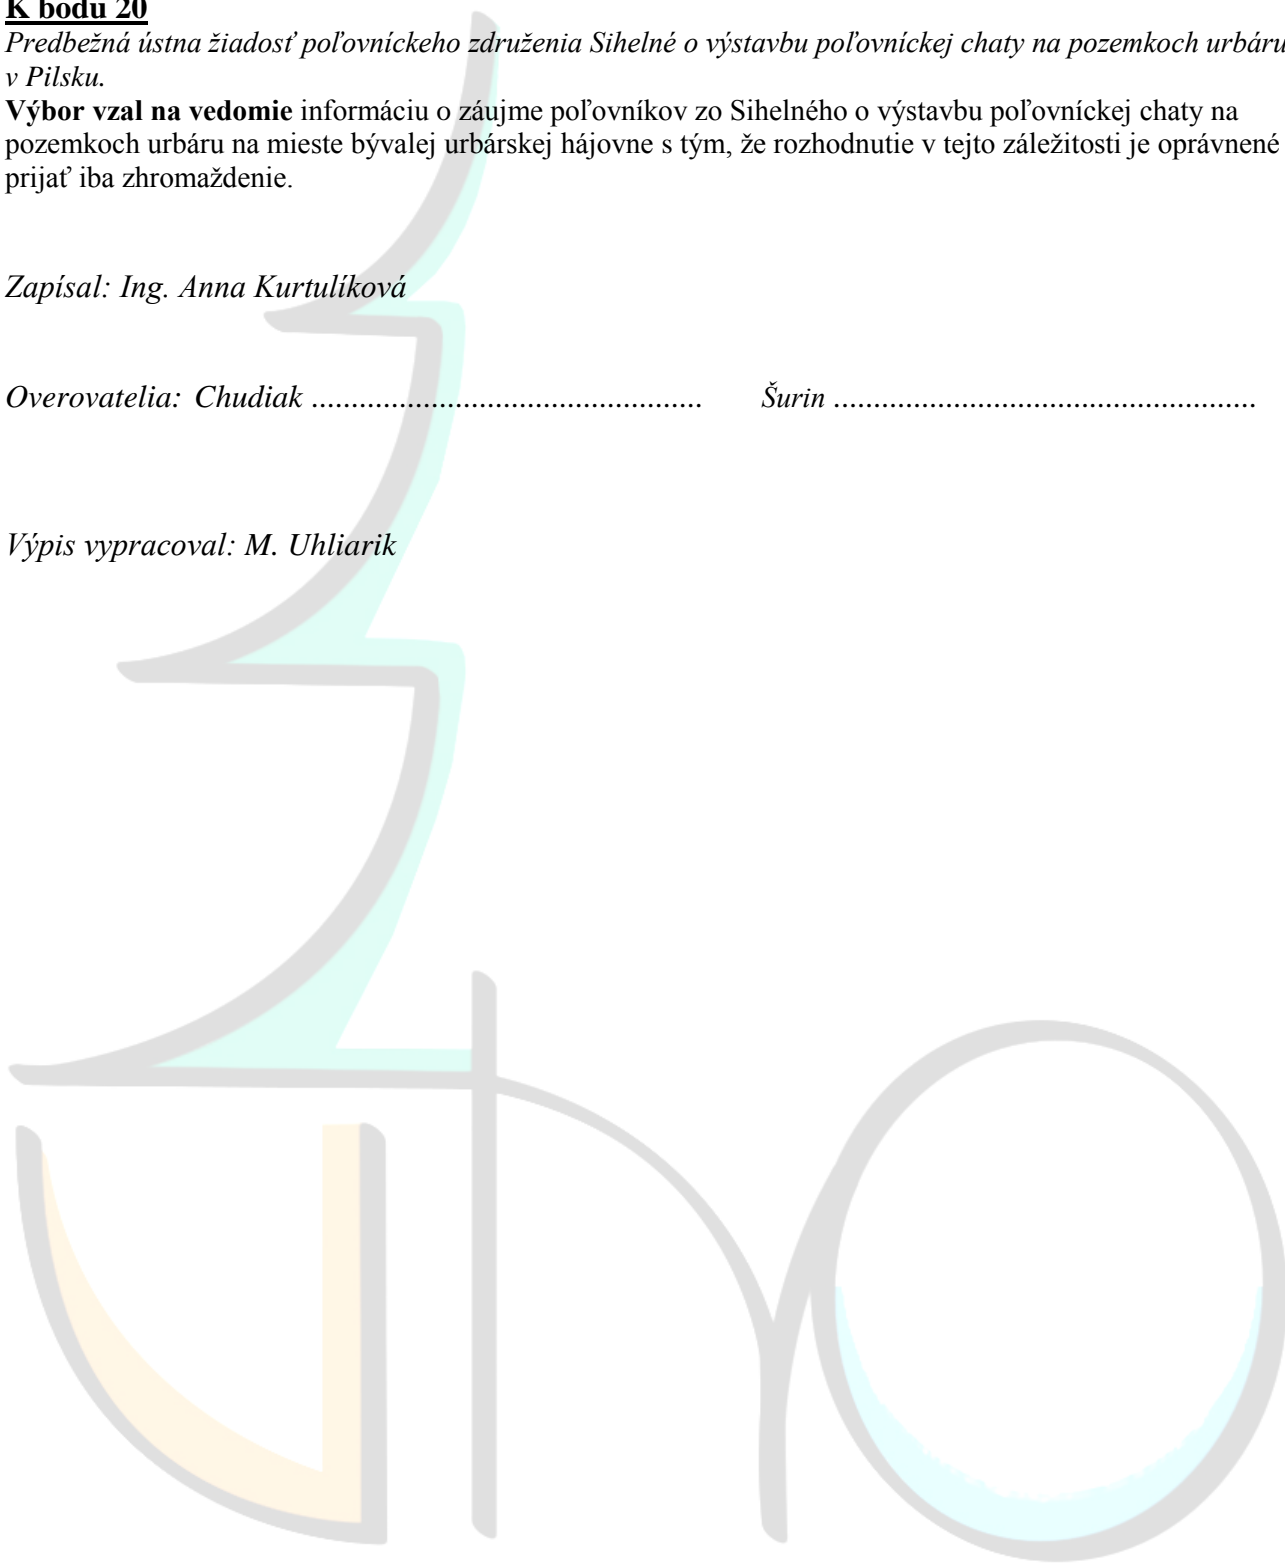 K bodu 20
Predbežná ústna žiadosť poľovníckeho združenia Sihelné o výstavbu poľovníckej chaty na pozemkoch urbáru
v Pilsku.
Výbor vzal na vedomie informáciu o záujme poľovníkov zo Sihelného o výstavbu poľovníckej chaty na
pozemkoch urbáru na mieste bývalej urbárskej hájovne s tým, že rozhodnutie v tejto záležitosti je oprávnené
prijať iba zhromaždenie.
Zapísal: Ing. Anna Kurtulíková
Overovatelia: Chudiak ................................................. Šurin .....................................................
Výpis vypracoval: M. Uhliarik